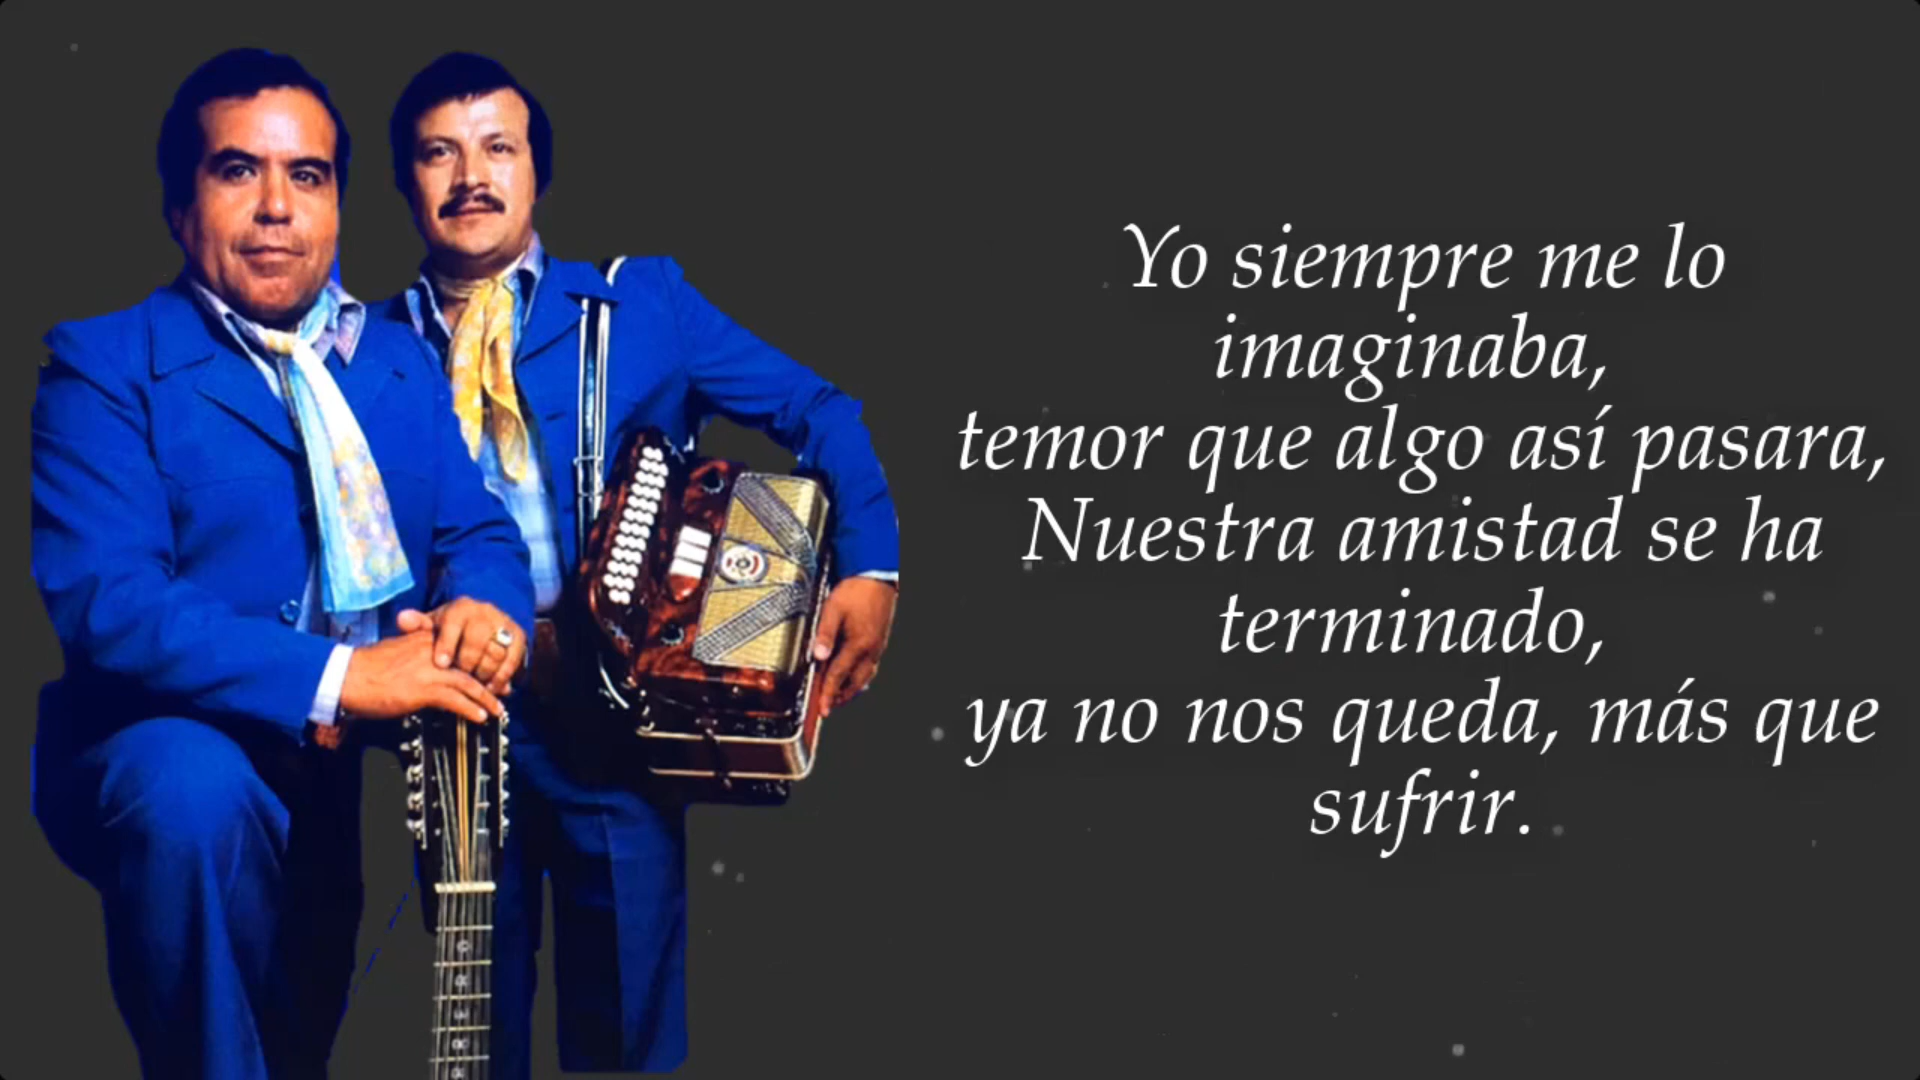 Yo siempre me lo
imaginaba,
temor que algo así pasara,
Nuestra amistad se ha
terminado,
ya no nos queda, más que
sufrir.